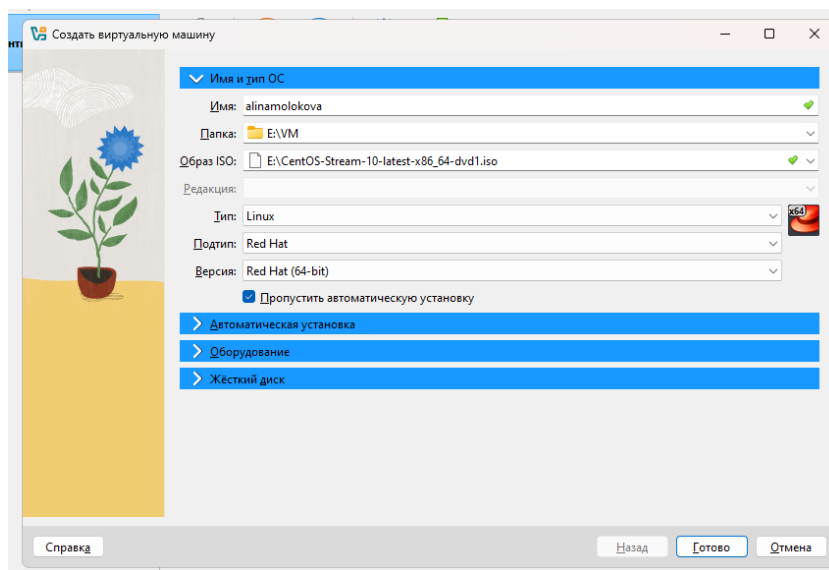 нт
Создать виртуальную машину
Имя и тип ОС
Имя: alinamolokova
Папка: E:\VM
Образ ISO: E:\CentOS-Stream-10-latest-x86_64-dvd1.iso
Редакция:
Тип: Linux
x64
Подтип: Red Hat
Версия: Red Hat (64-bit)
Пропустить автоматическую установку
Автоматическая установка
Оборудование
Жёсткий диск
Справка
Назад
Готово
Отмена